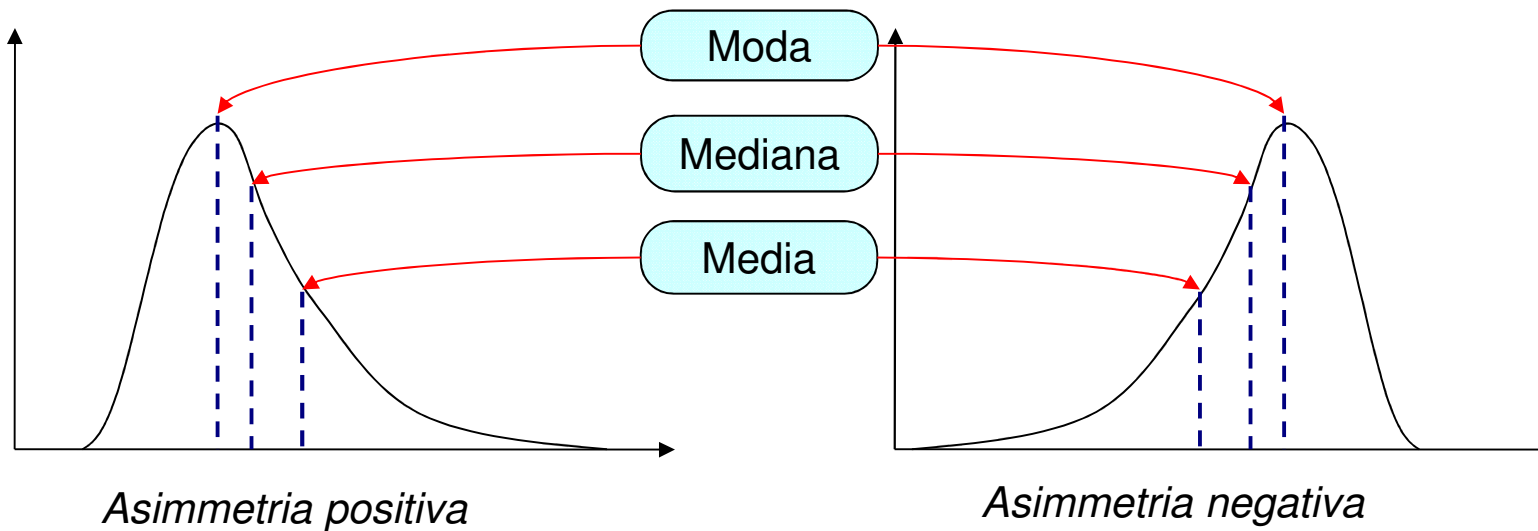 Moda
Mediana
Media
Asimmetria positiva
Asimmetria negativa